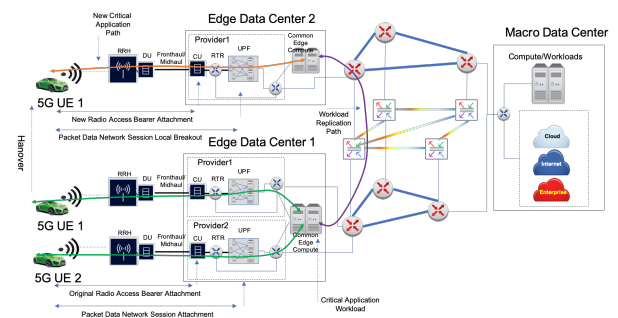 New Critical
Application
Path
Edge Data Center 2
Macro Data Center
RRH
DU
Fronthaul/
Midhaul
Provider1
CU
RTR
UPF
Common
Edge
Compute
5G UE 1
New Radio Access Bearer Attachment
Packet Data Network Session Local Breakout
Workload
Replication
Path
Compute/Workloads
Cloud
Internet
Enterprise
Hanover
Edge Data Center 1
RRH
DU
Fronthaul/
Midhaul
Provider1
CU
RTR
UPF
5G UE 1
RRH
DU
Fronthaul/
Midhaul
Provider2
CU
RTR
UPF
Common
Edge
Compute
5G UE 2
Original Radio Access Bearer Attachment
Packet Data Network Session Attachment
Critical Application
Workload